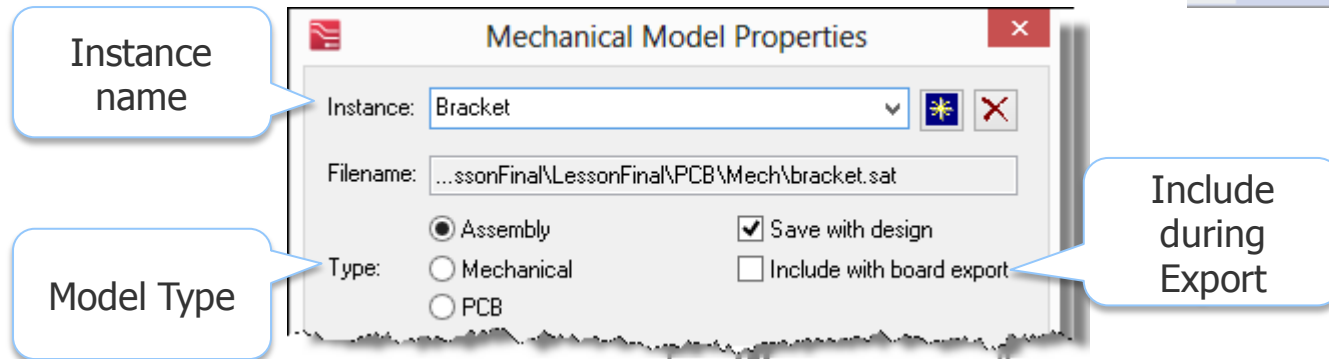 Mechanical Model Properties
Instance
name
Instance:
Bracket
Filename:
...ssonFinal\LessonFinal\PCB\Mech\bracket.sat
Assembly
Save with design
Include
during
Export
Model Type
Type:
Mechanical
Include with board export
PCB